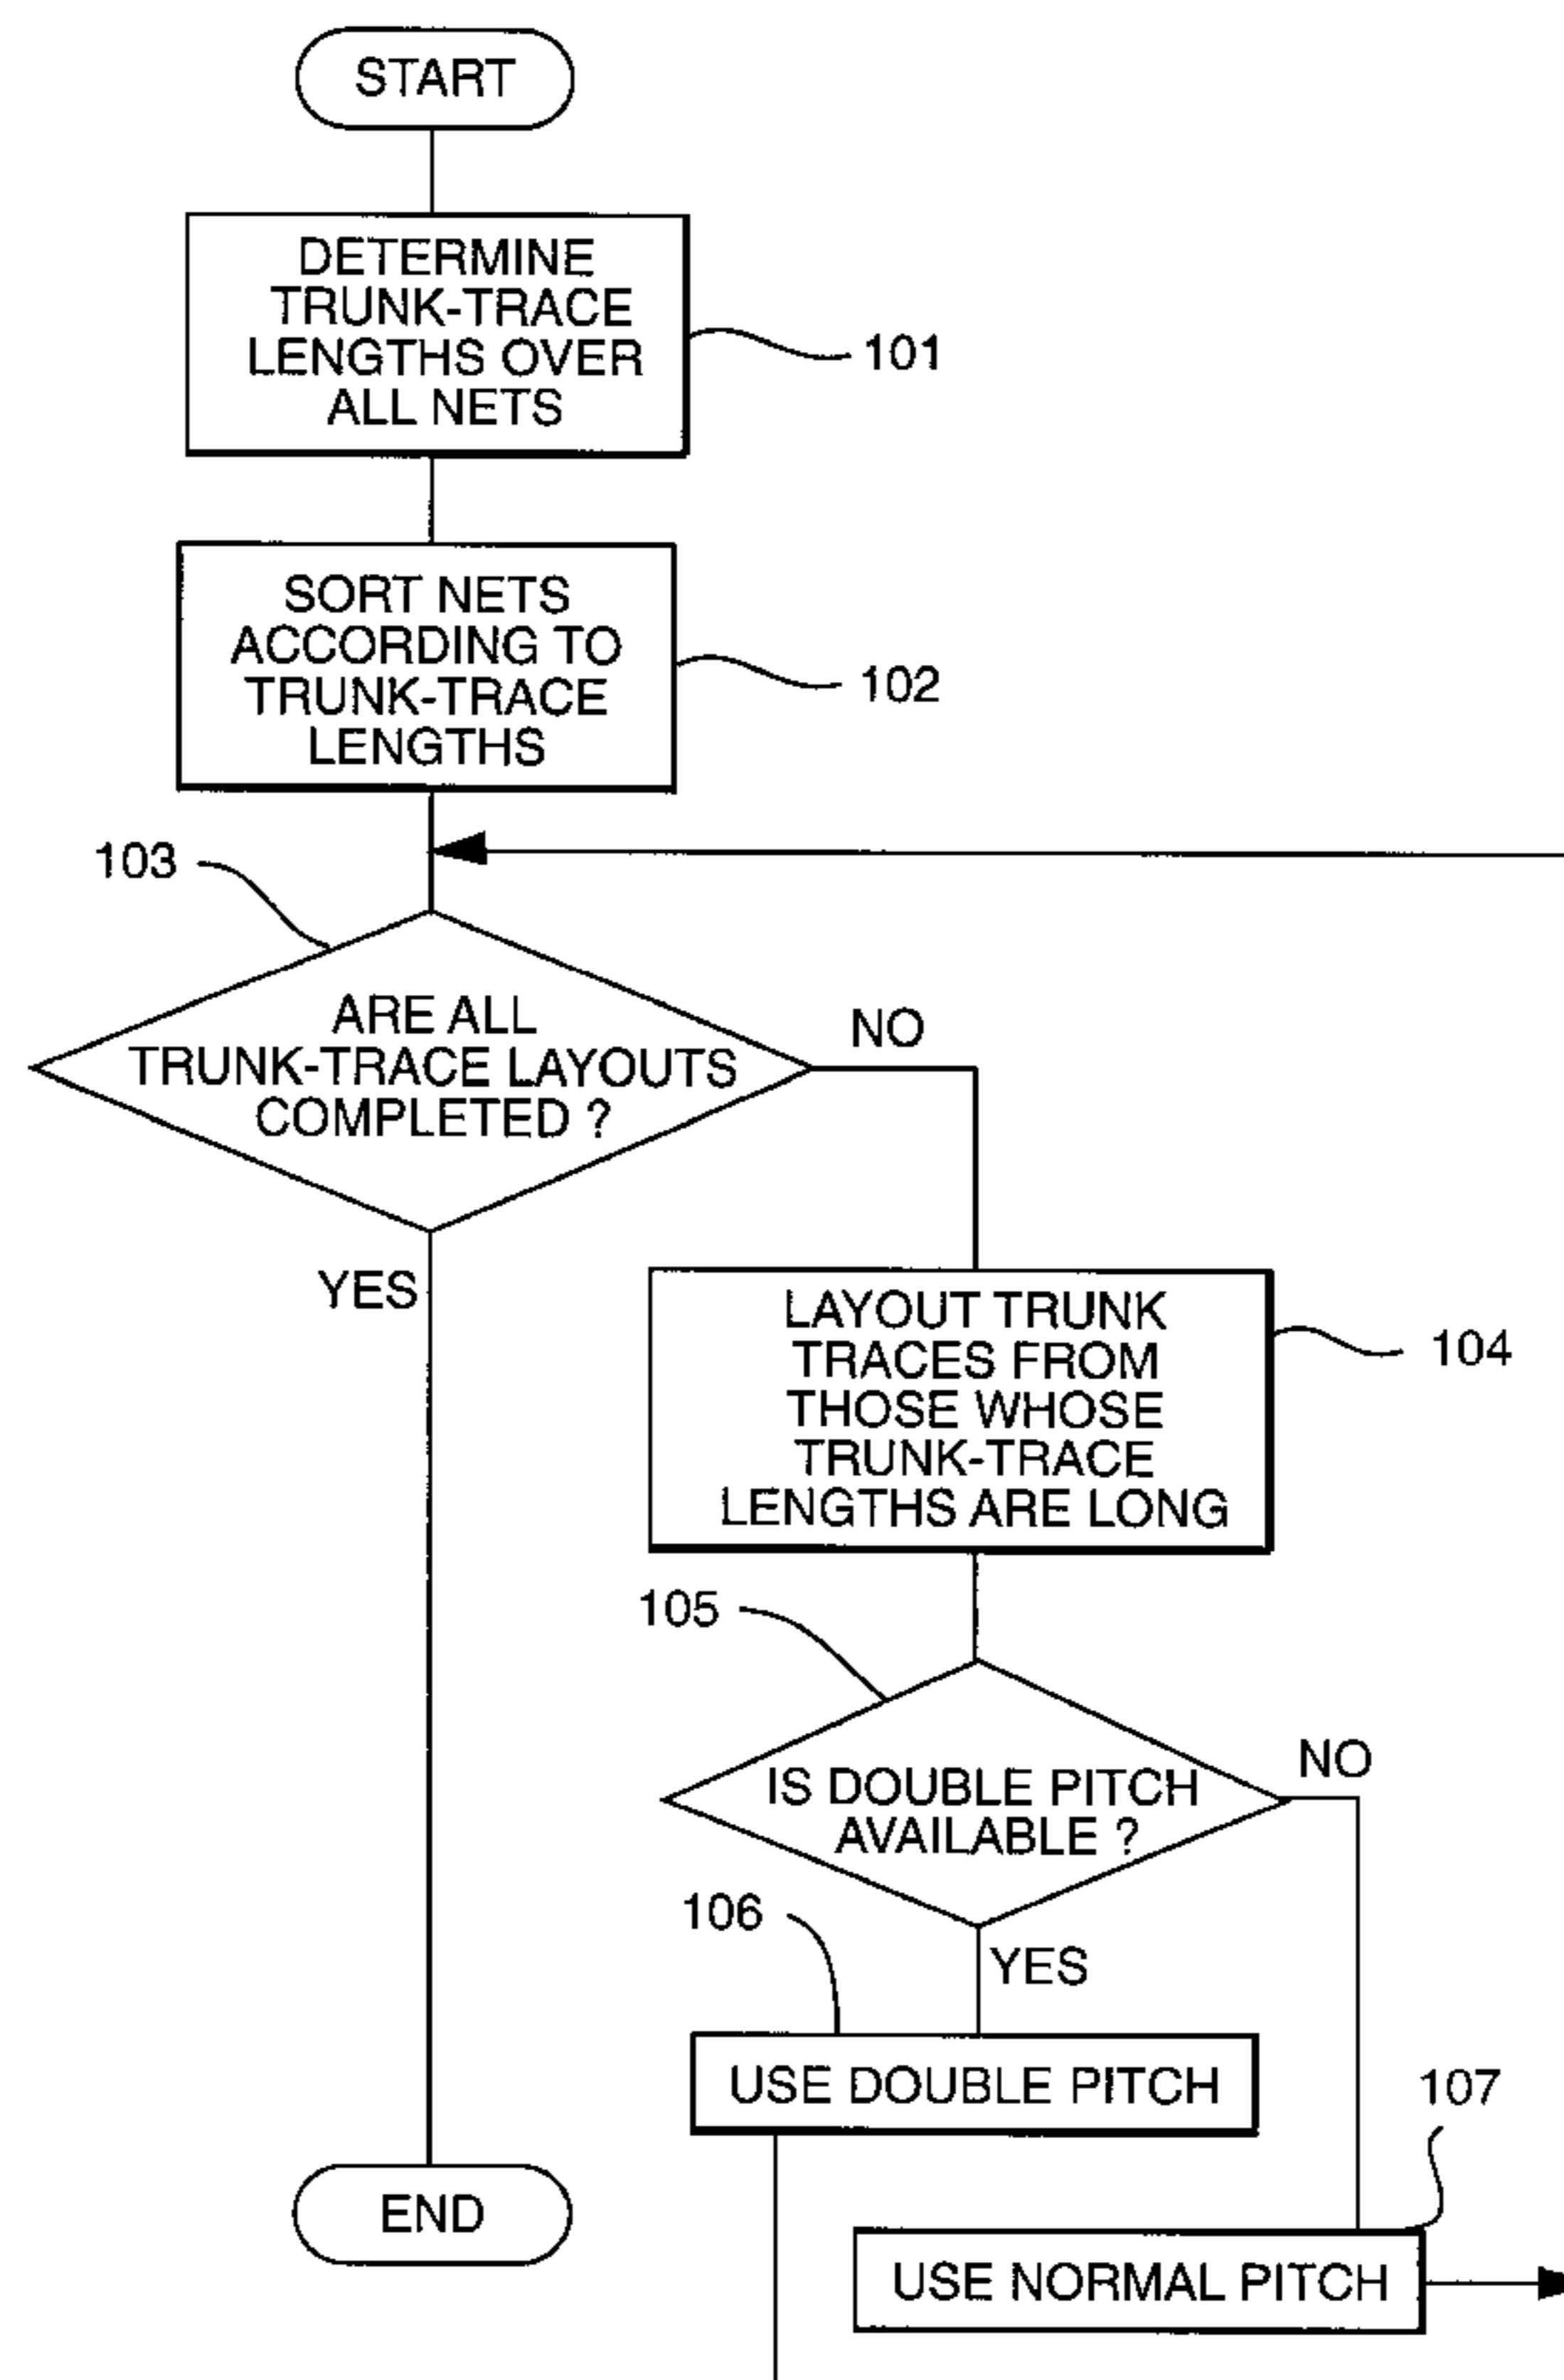 START
DETERMINE
TRUNK-TRACE
LENGTHS OVER
ALL NETS
101
SORT NETS
ACCORDING TO
TRUNK-TRACE
LENGTHS
102
103
ARE ALL
TRUNK-TRACE LAYOUTS
COMPLETED ?
NO
YES
LAYOUT TRUNK
TRACES FROM
THOSE WHOSE
TRUNK-TRACE
LENGTHS ARE LONG
104
105
IS DOUBLE PITCH
AVAILABLE ?
NO
106
YES
USE DOUBLE PITCH
107
END
USE NORMAL PITCH